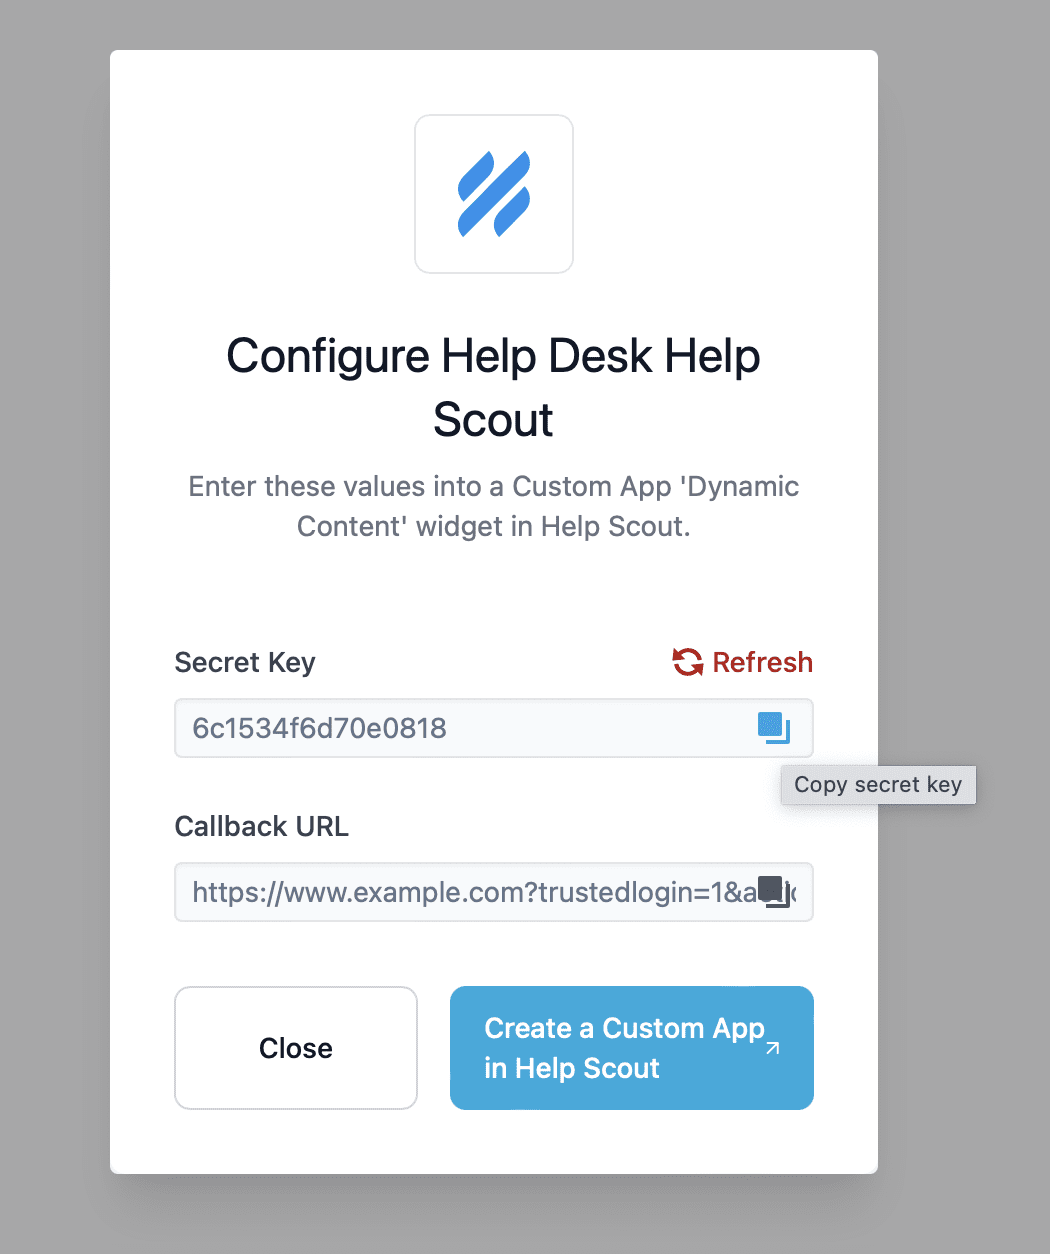 Configure Help Desk Help
Scout
Enter these values into a Custom App 'Dynamic
Content' widget in Help Scout.
Secret Key
Refresh
6c1534f6d70e0818
Copy secret key
Callback URL
https://www.example.com?trustedlogin=1&
Close
Create a Custom App
in Help Scout